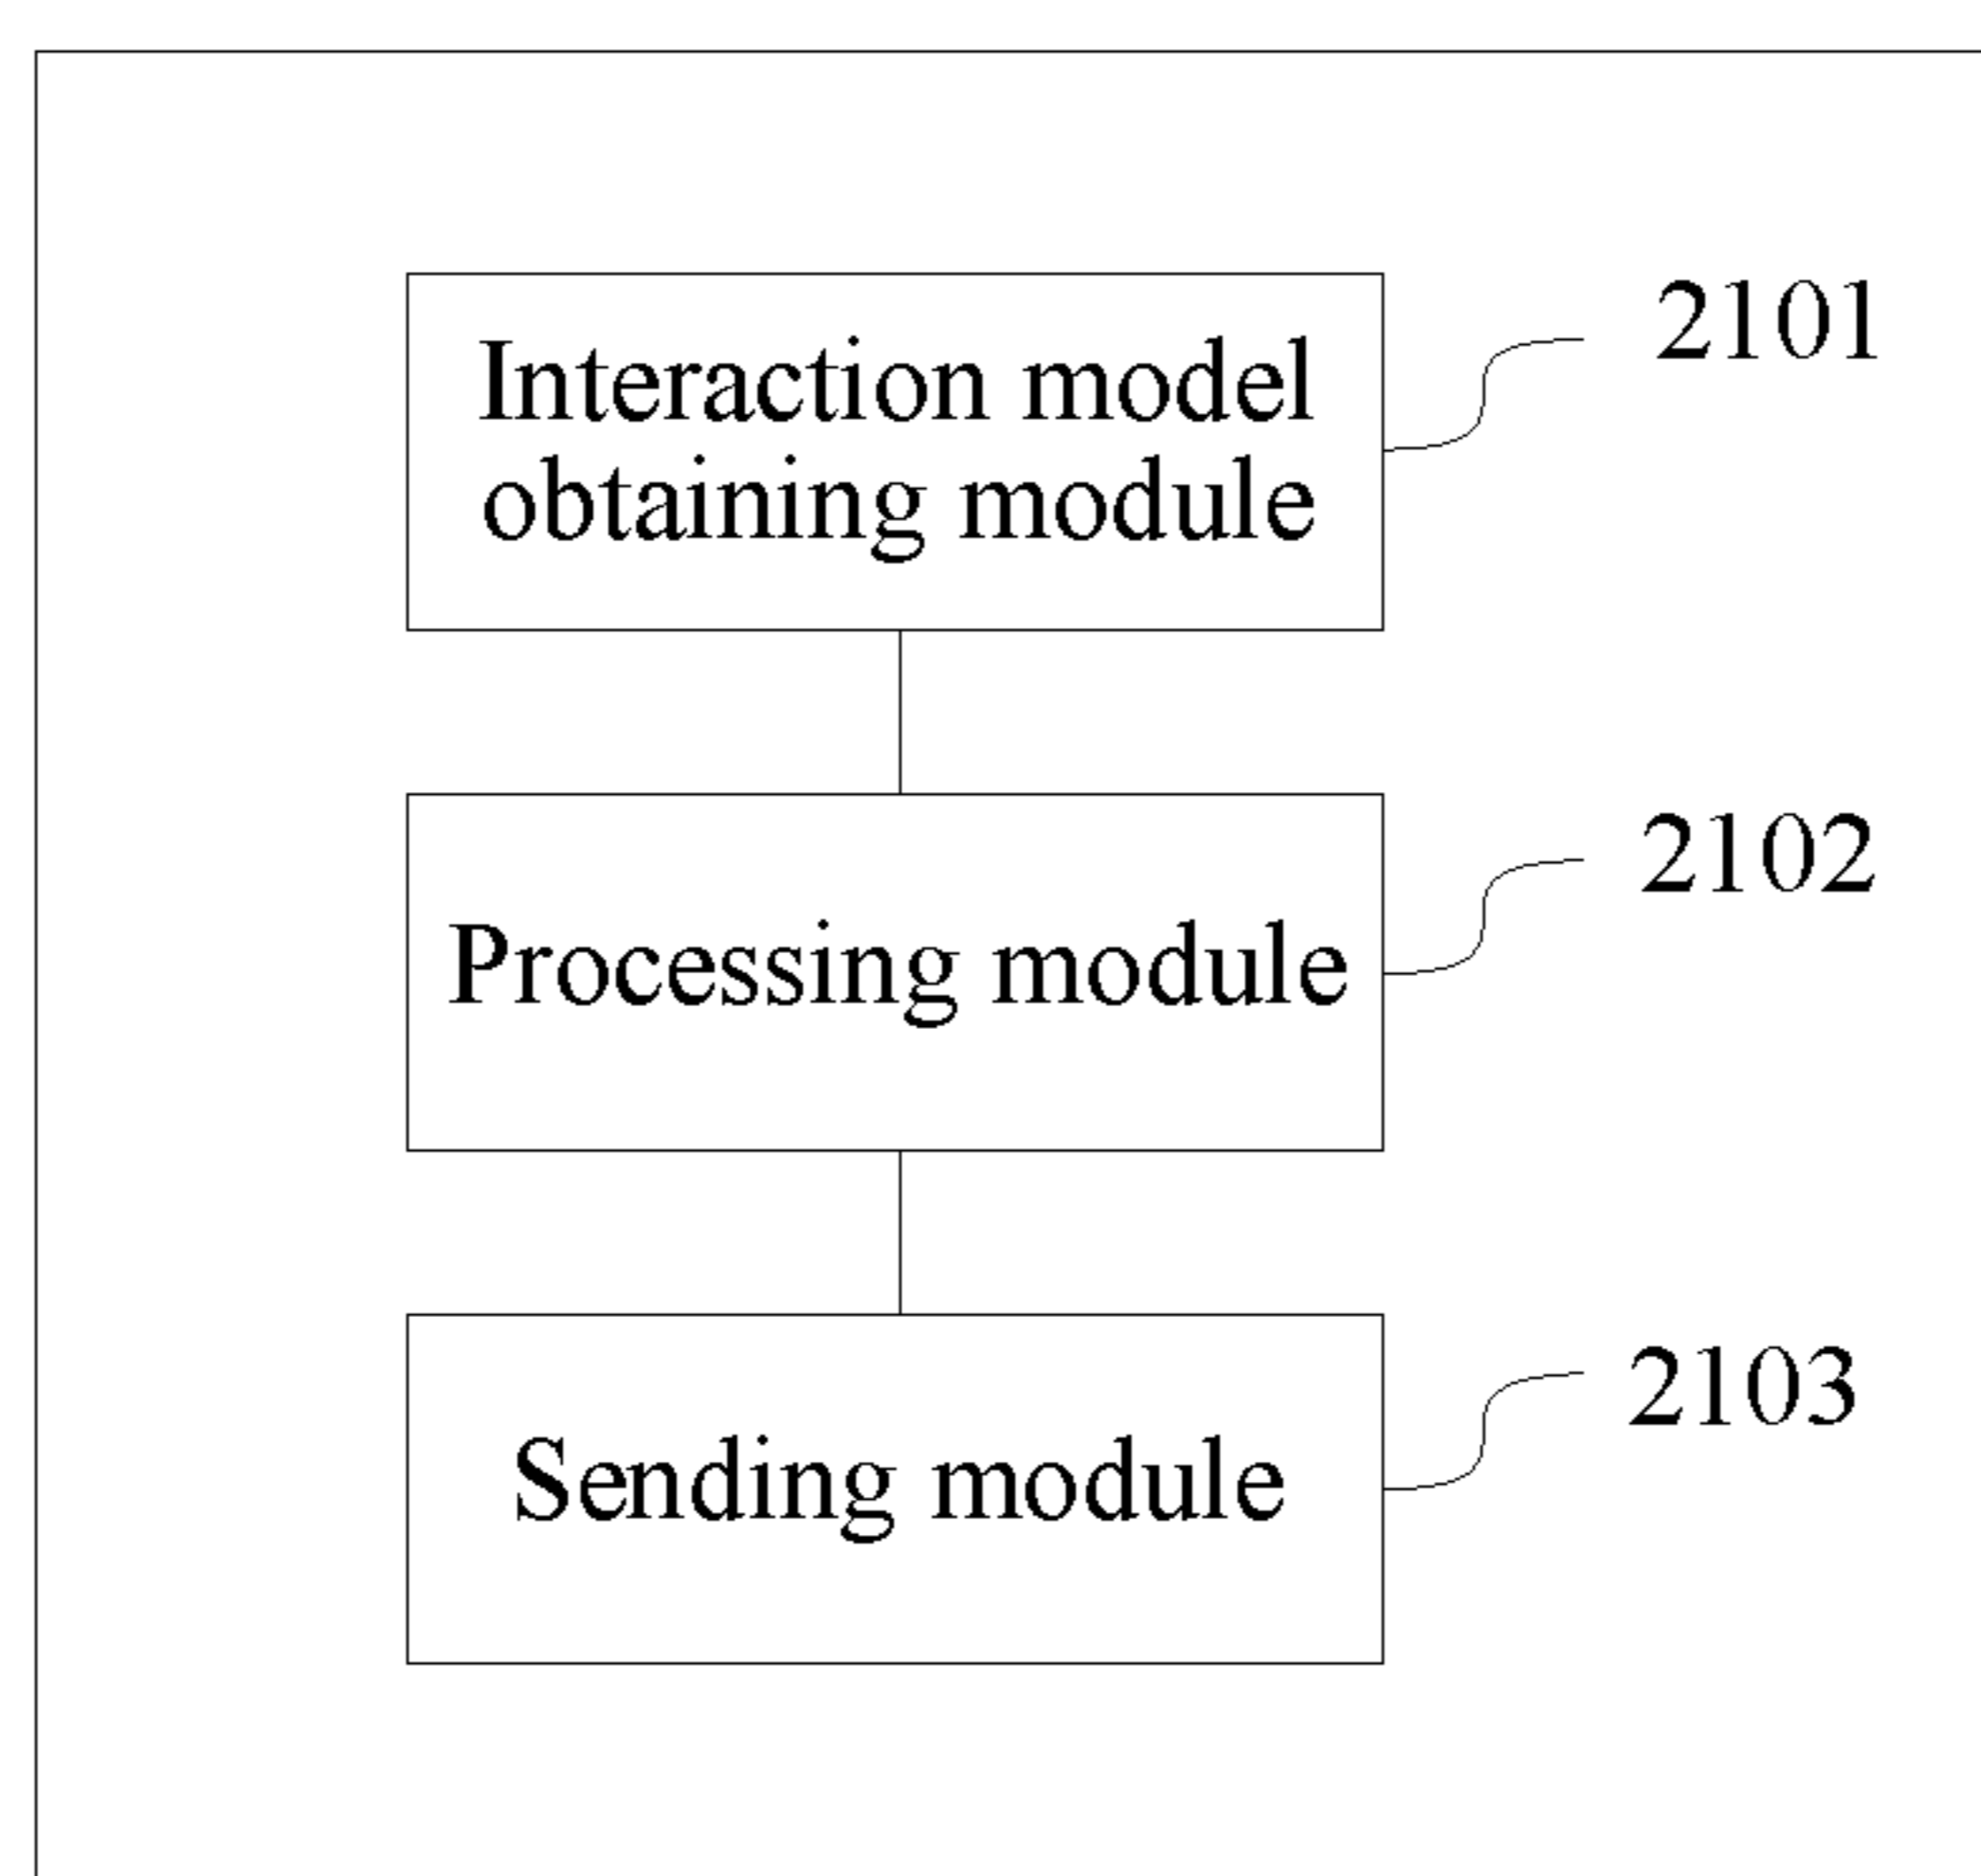 Interaction model
obtaining module
2101
Processing module
2102
Sending module
2103